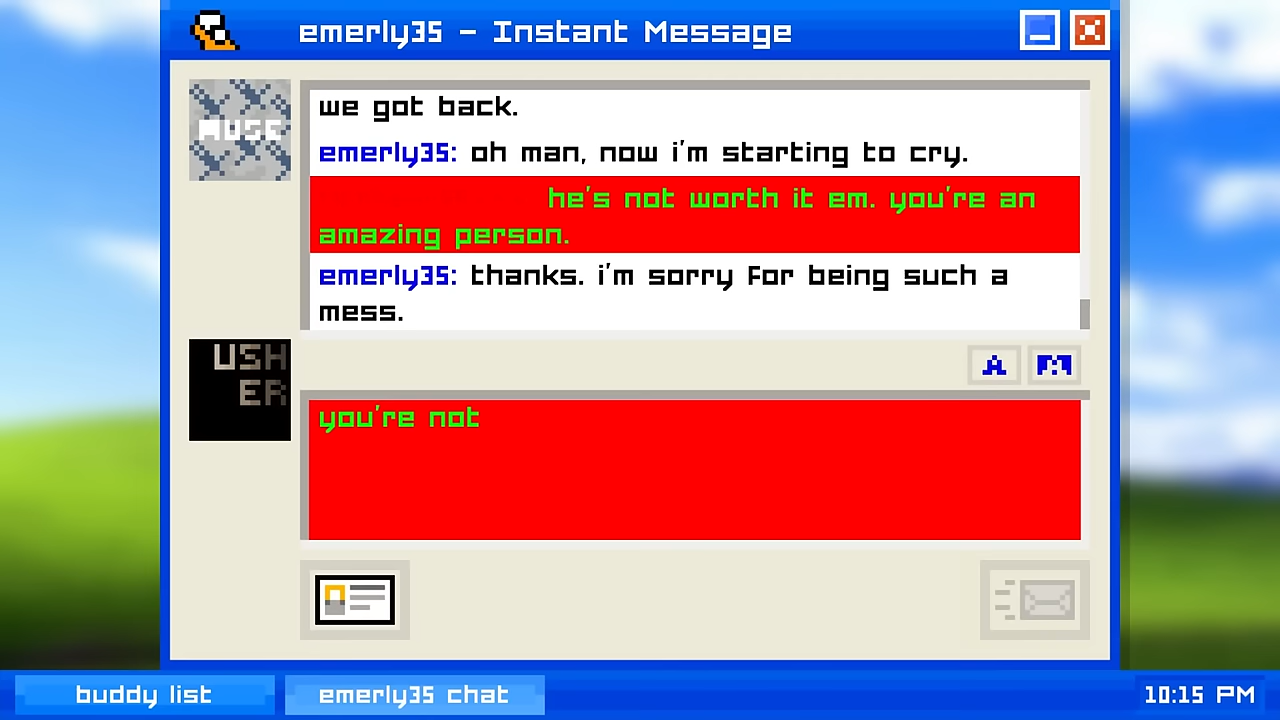 emerly35 - Instant Message
we got back.
emerly35: oh man, now i'm starting to cry.
he's not worth it em. you're an
amazing person.
emerly35: thanks. i'm sorry for being such a
mess.
MUSE
USH
ER
A
you're not
buddy list
emerly35 chat
10:15 PM